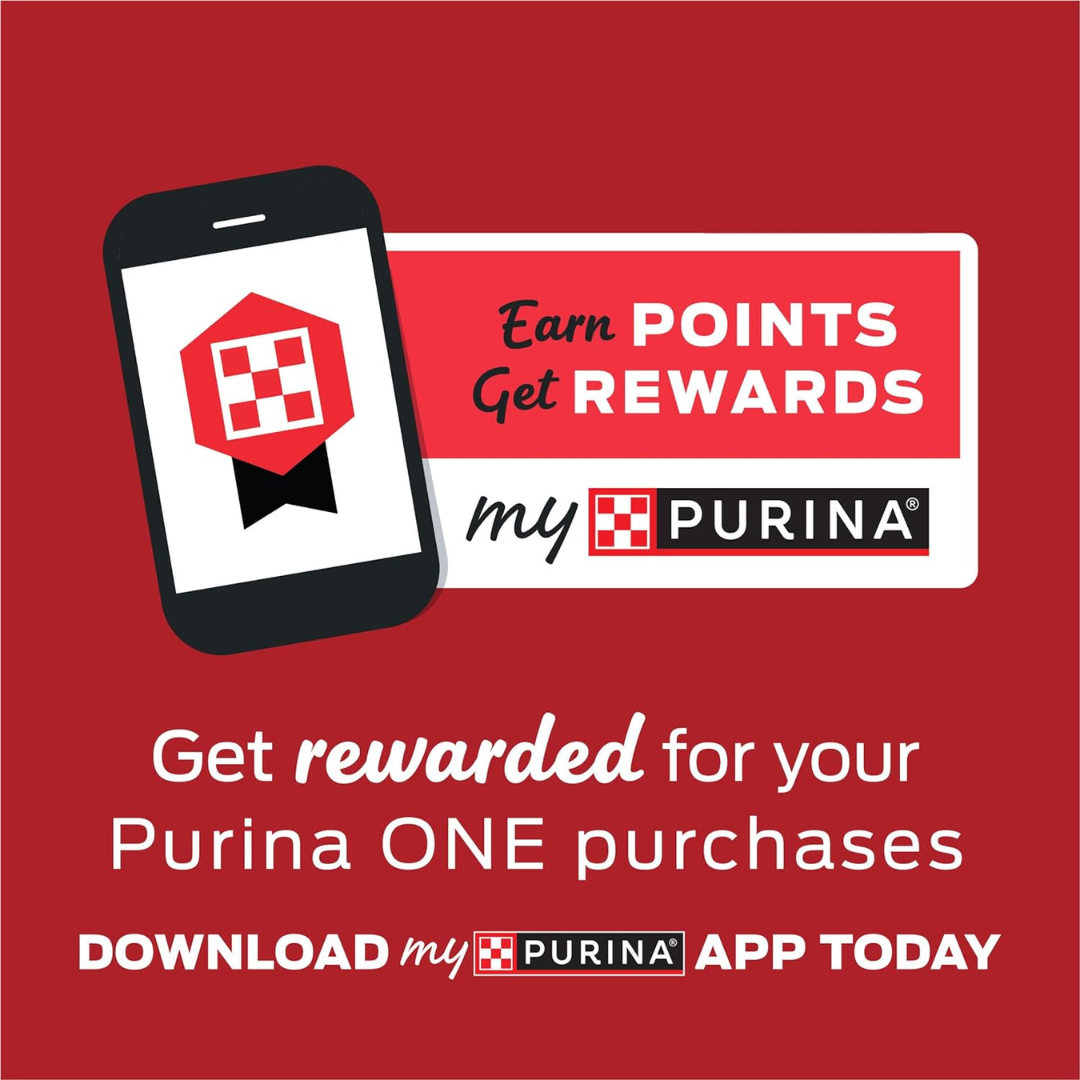 Earn POINTS
Get REWARDS
my PURINA®
Get rewarded for your
Purina ONE purchases
DOWNLOAD my PURINA® APP TODAY